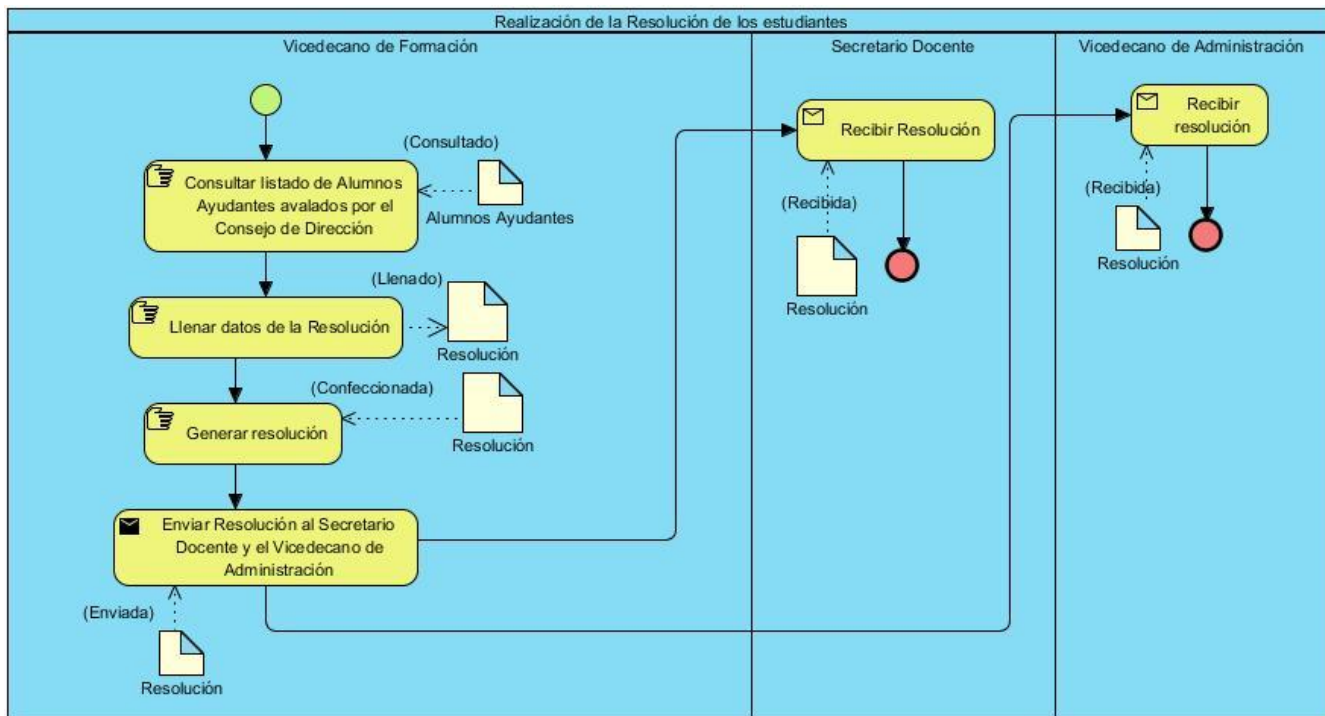 Realización de la Resolución de los estudiantes
Vicedecano de Formación
Secretario Docente
Vicedecano de Administración
(Consultado)
Consultar listado de Alumnos
Ayudantes avalados por el
Consejo de Dirección
Alumnos Ayudantes
(Llenado)
Llenar datos de la Resolución
Resolución
(Confeccionada)
Generar resolución
Resolución
Enviar Resolución al Secretario
Docente y el Vicedecano de
Administración
(Enviada)
Resolución
Recibir Resolución
(Recibida)
Resolución
Recibir
resolución
(Recibida)
Resolución